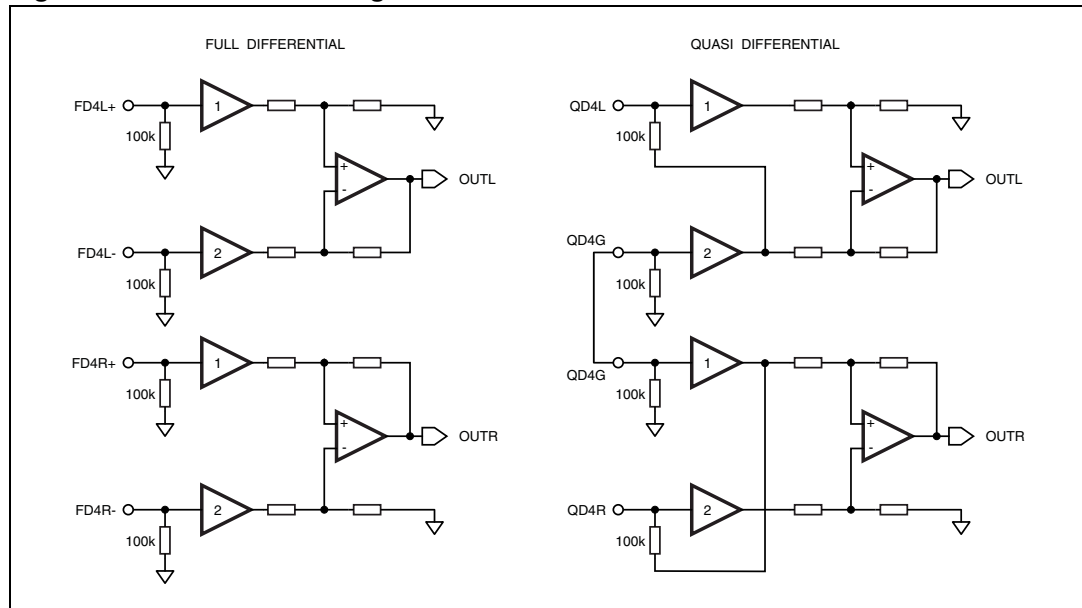 FULL DIFFERENTIAL
FD4L+
100k
1
+
-
OUTL
FD4L-
100k
2
FD4R+
100k
1
+
-
OUTR
FD4R-
100k
2
QUASI DIFFERENTIAL
QD4L
100k
1
+
-
OUTL
QD4G
100k
2
QD4G
100k
1
+
-
OUTR
QD4R
100k
2